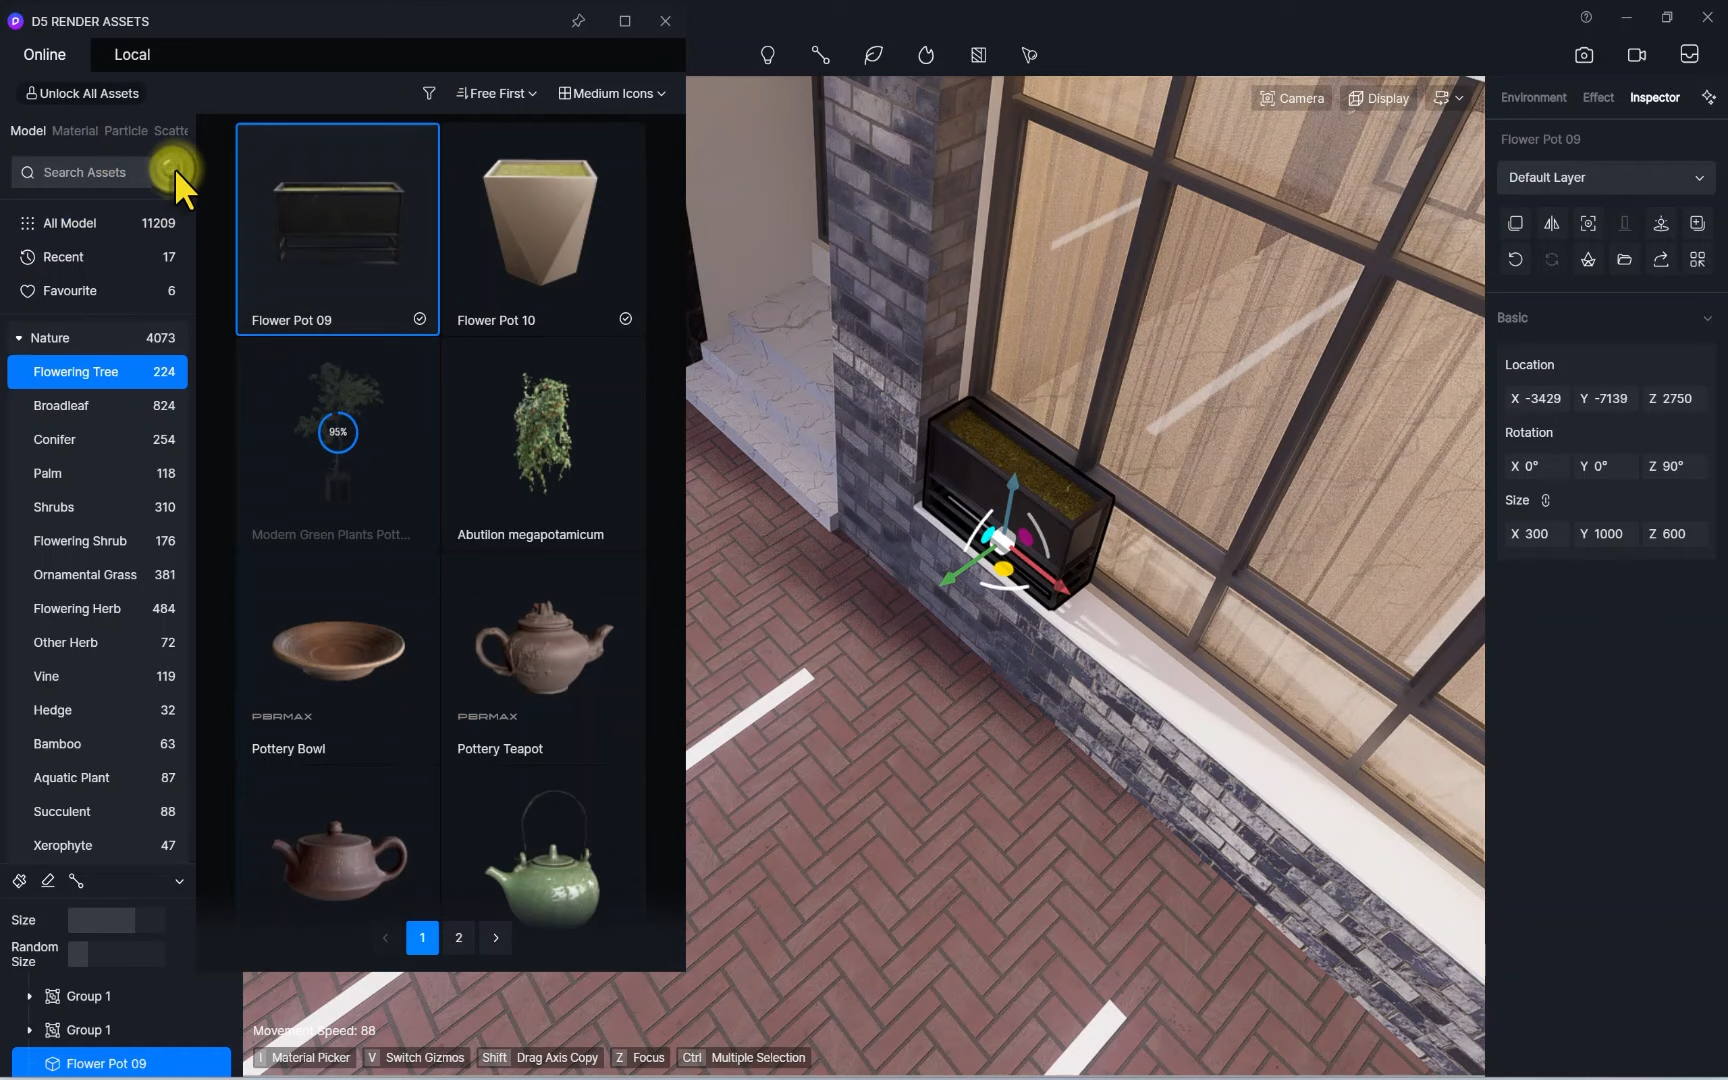 D5 RENDER ASSETS
Online
Local
Unlock All Assets
Free First
Medium Icons
Model Material Particle Scatte
Search Assets
All Model 11209
Recent 17
Favourite 6
Nature 4073
Flowering Tree 224
Broadleaf 824
Conifer 254
Palm 118
Shrubs 310
Flowering Shrub 176
Ornamental Grass 381
Flowering Herb 484
Other Herb 72
Vine 119
Hedge 32
Bamboo 63
Aquatic Plant 87
Succulent 88
Xerophyte 47
Size
Random
Size
Group 1
Group 1
Flower Pot 09
Flower Pot 09
Flower Pot 10
95%
Modern Green Plants Pott...
Abutilon megapotamicum
PBRMAX
PBRMAX
Pottery Bowl
Pottery Teapot
1 2
Camera
Display
Movement Speed: 88
I Material Picker V Switch Gizmos Shift Drag Axis Copy Z Focus Ctrl Multiple Selection
Environment Effect Inspector
Flower Pot 09
Default Layer
Basic
Location
X -3429 Y -7139 Z 2750
Rotation
X 0° Y 0° Z 90°
Size
X 300 Y 1000 Z 600